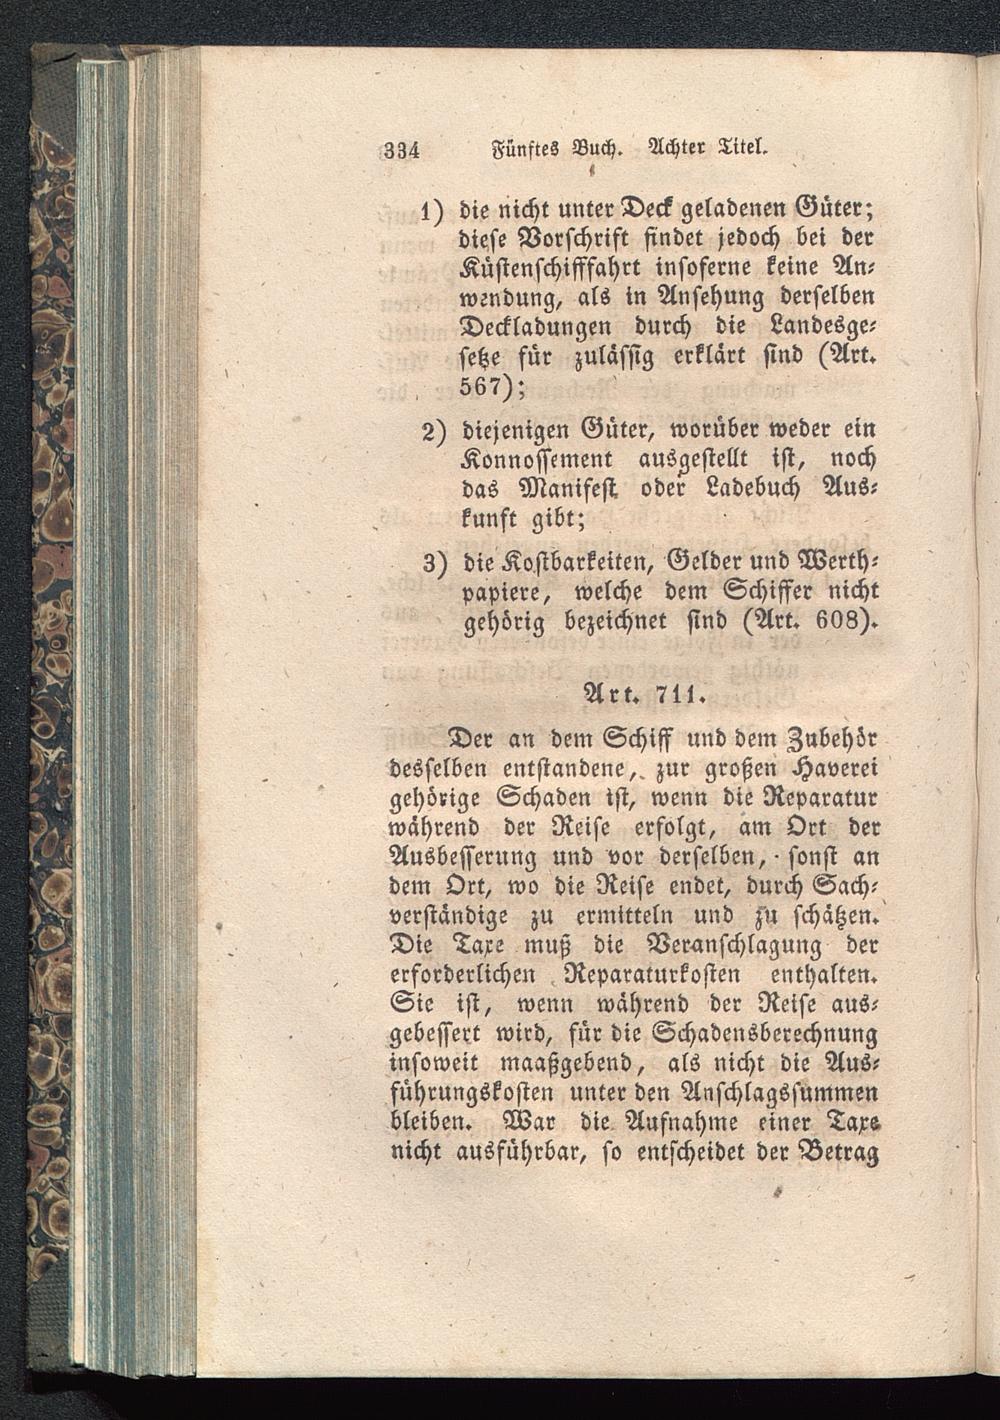 334 Fünftes Buch. Achter Titel.
1) die nicht unter Deck geladenen Güter;
diese Vorschrift findet jedoch bei der
Küstenschifffahrt insoferne keine An-
wendung, als in Ansehung derselben
Deckladungen durch die Landesge-
setze für zulässig erklärt sind (Art.
567);
2) diejenigen Güter, worüber weder ein
Konnossement ausgestellt ist, noch
das Manifest oder Ladebuch Aus-
kunft gibt;
3) die Kostbarkeiten, Gelder und Werth-
papiere, welche dem Schiffer nicht
gehörig bezeichnet sind (Art. 608).
Art. 711.
Der an dem Schiff und dem Zubehör
desselben entstandene, zur großen Haverei
gehörige Schaden ist, wenn die Reparatur
während der Reise erfolgt, am Ort der
Ausbesserung und vor derselben, sonst an
dem Ort, wo die Reise endet, durch Sach-
verständige zu ermitteln und zu schätzen.
Die Taxe muß die Veranschlagung der
erforderlichen Reparaturkosten enthalten.
Sie ist, wenn während der Reise aus-
gebessert wird, für die Schadensberechnung
insoweit maaßgebend, als nicht die Aus-
führungskosten unter den Anschlagssummen
bleiben. War die Aufnahme einer Taxe
nicht ausführbar, so entscheidet der Betrag